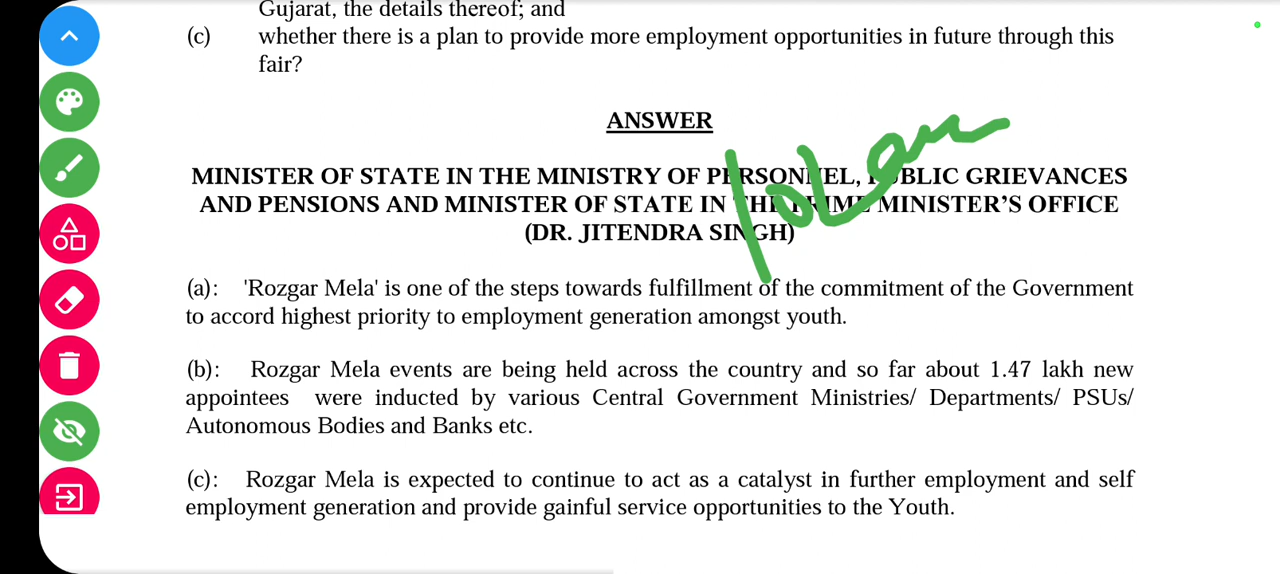 Gujarat, the details thereof; and
(c) whether there is a plan to provide more employment opportunities in future through this
fair?
ANSWER
MINISTER OF STATE IN THE MINISTRY OF PERSONNEL, PUBLIC GRIEVANCES
AND PENSIONS AND MINISTER OF STATE IN THE PRIME MINISTER'S OFFICE
(DR. JITENDRA SINGH)
(a): 'Rozgar Mela' is one of the steps towards fulfillment of the commitment of the Government
to accord highest priority to employment generation amongst youth.
(b): Rozgar Mela events are being held across the country and so far about 1.47 lakh new
appointees were inducted by various Central Government Ministries/ Departments/ PSUs/
Autonomous Bodies and Banks etc.
(c): Rozgar Mela is expected to continue to act as a catalyst in further employment and self
employment generation and provide gainful service opportunities to the Youth.